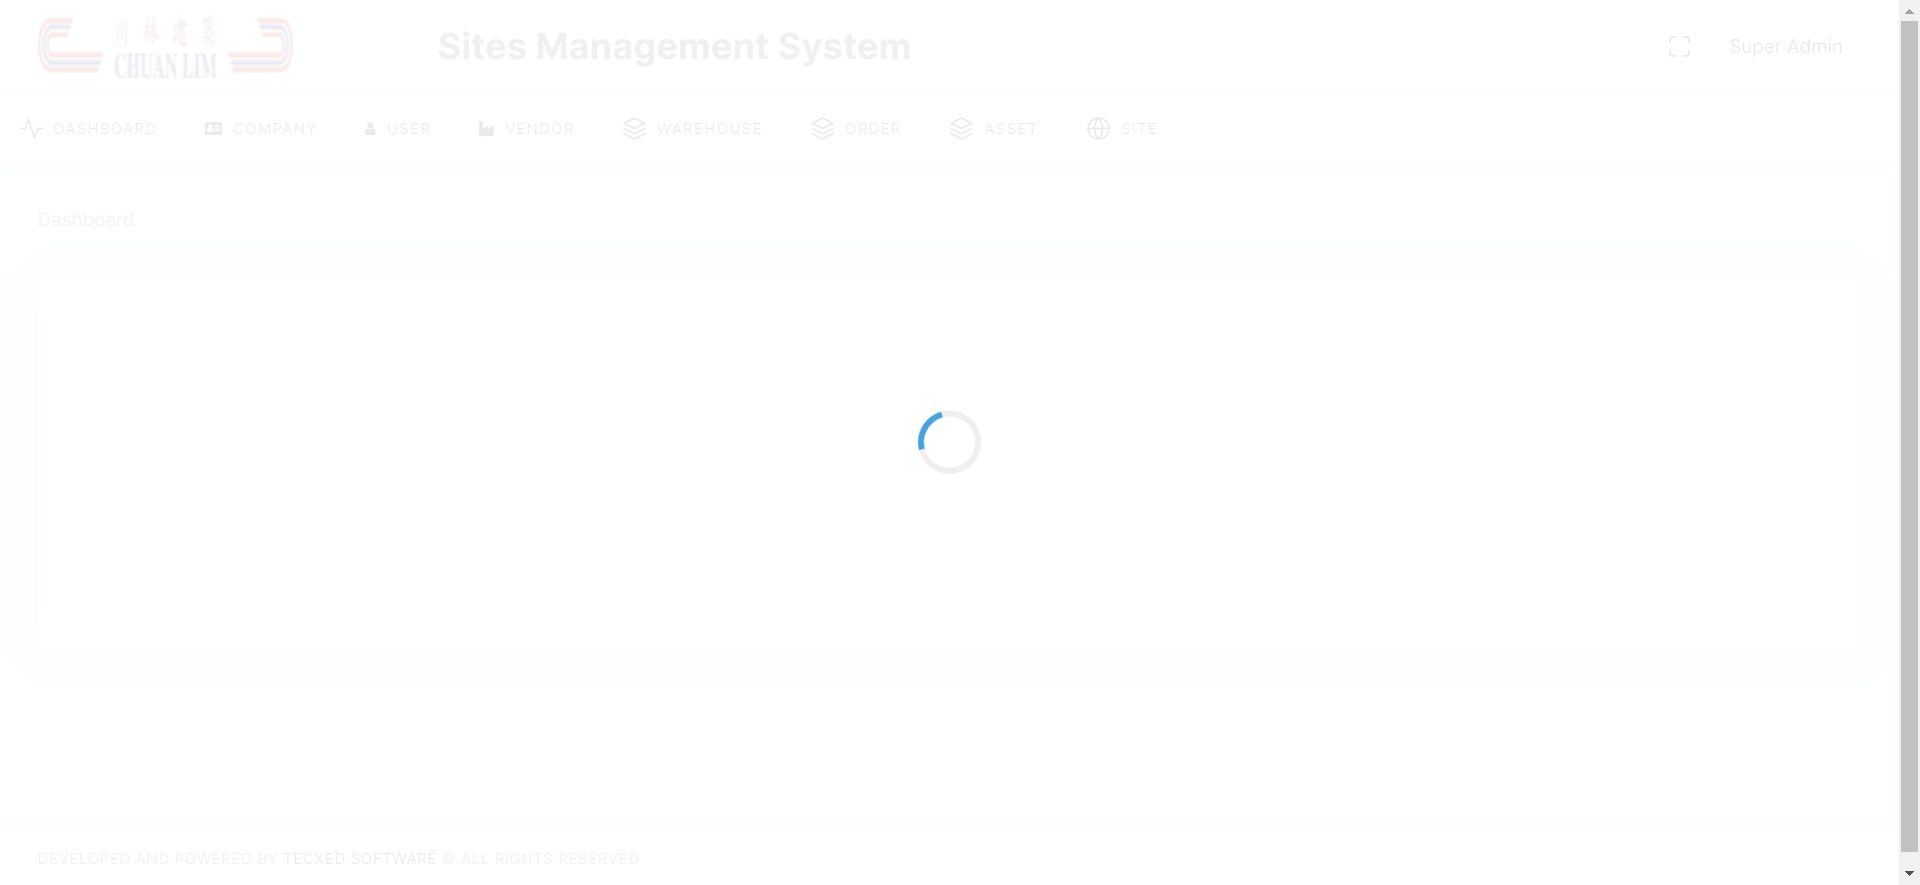 川林建築
CHUAN LIM
Sites Management System
Super Admin
DASHBOARD
COMPANY
USER
VENDOR
WAREHOUSE
ORDER
ASSET
SITE
Dashboard
DEVELOPED AND POWERED BY TECXED SOFTWARE © ALL RIGHTS RESERVED